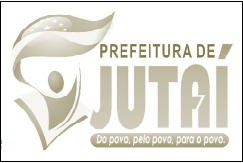 PREFEITURA DE
JUTAÍ
Do povo, pelo povo, para o povo.